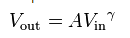 V_out = AV_in^γ